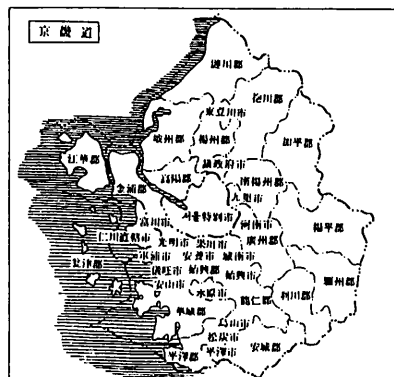 京畿道
漣川郡
抱川郡
東豆川市
坡州郡
楊州郡
加平郡
江華郡
議政府市
高陽郡
南楊州郡
金浦郡
九里市
서울特別市
楊平郡
富川市
河南市
仁川直轄市
光明市
果川市
廣州郡
安養市
城南市
甕津郡
儀旺市
始興郡
始興市
驪州郡
安山市
水原市
龍仁郡
利川郡
華城郡
烏山市
松炭市
安城郡
平澤郡
平澤市